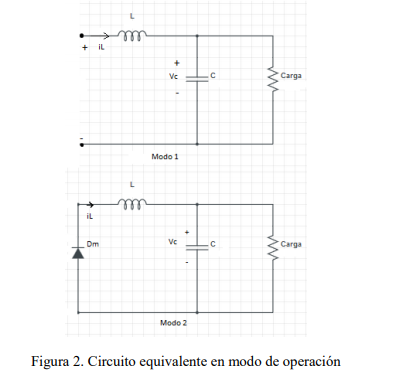 L
+ iL
+
Vc
C
Carga
-
-
Modo 1
L
iL
+
Dm
Vc
C
Carga
-
Modo 2
Figura 2. Circuito equivalente en modo de operación